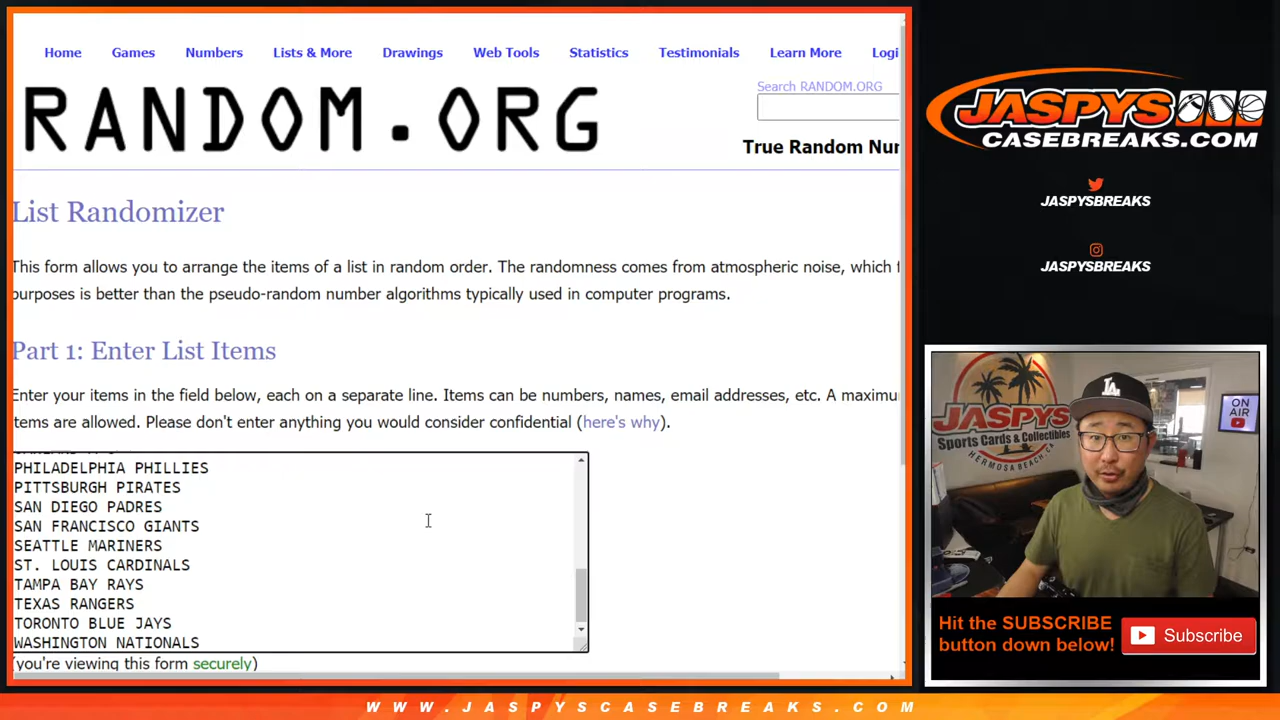 Home Games Numbers Lists & More Drawings Web Tools Statistics Testimonials Learn More Logi
Search RANDOM.ORG
RANDOM.ORG
True Random Nur
List Randomizer
This form allows you to arrange the items of a list in random order. The randomness comes from atmospheric noise, which f
purposes is better than the pseudo-random number algorithms typically used in computer programs.
Part 1: Enter List Items
Enter your items in the field below, each on a separate line. Items can be numbers, names, email addresses, etc. A maximu
items are allowed. Please don't enter anything you would consider confidential (here's why).
PHILADELPHIA PHILLIES
PITTSBURGH PIRATES
SAN DIEGO PADRES
SAN FRANCISCO GIANTS
SEATTLE MARINERS
ST. LOUIS CARDINALS
TAMPA BAY RAYS
TEXAS RANGERS
TORONTO BLUE JAYS
WASHINGTON NATIONALS
(you're viewing this form securely)
JASPYS
CASEBREAKS.COM
JASPYSBREAKS
JASPYSBREAKS
JASPYS
Sports Cards & Collectibles
HERMOSA BEACH, CA
LA
ON
AIR
Hit the SUBSCRIBE
button down below!
Subscribe
WWW.JASPYSCASEBREAKS.COM